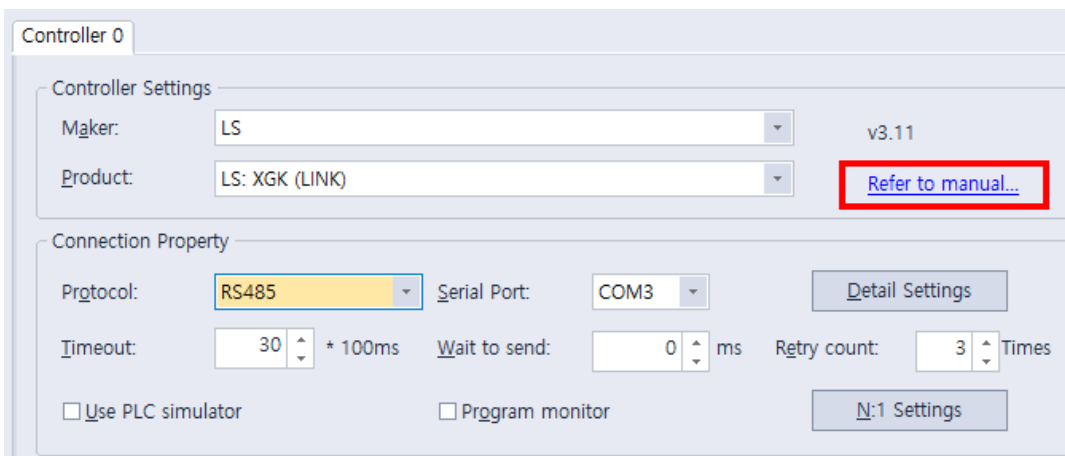 Controller 0
Controller Settings
Maker: LS v3.11
Product: LS: XGK (LINK) Refer to manual...
Connection Property
Protocol: RS485 Serial Port: COM3 Detail Settings
Timeout: 30 * 100ms Wait to send: 0 ms Retry count: 3 Times
Use PLC simulator Program monitor N:1 Settings